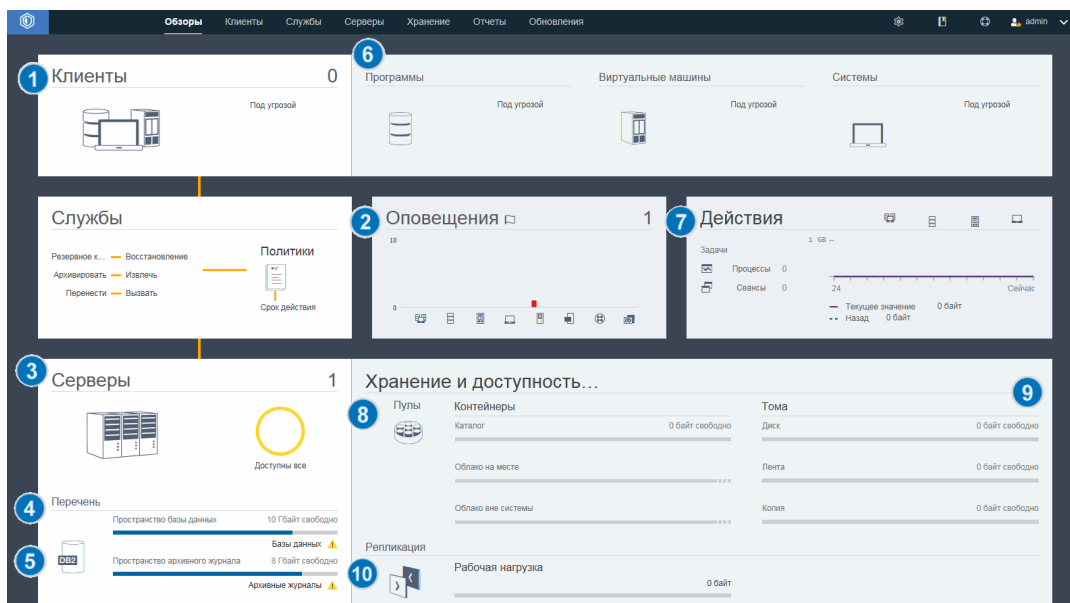 Обзоры Клиенты Службы Серверы Хранение Отчеты Обновления admin
1 Клиенты 0
Под угрозой
6
Программы Виртуальные машины Системы
Под угрозой Под угрозой Под угрозой
Службы
Резервное к... Восстановление
Архивировать Извлечь
Перенести Вызвать
Политики
Срок действия
2 Оповещения 1
10
0
7 Действия
Задачи
Процессы 0
Сеансы 0
1 GB
24 Сейчас
Текущее значение 0 байт
Назад 0 байт
3 Серверы 1
Доступны все
4 Перечень
Пространство базы данных 10 Гбайт свободно
Базы данных
5 DB2
Пространство архивного журнала 8 Гбайт свободно
Архивные журналы
Хранение и доступность...
8 Пулы
Контейнеры
Каталог 0 байт свободно
Облако на месте
Облако вне системы
9
Тома
Диск 0 байт свободно
Лента 0 байт свободно
Копия 0 байт свободно
Репликация
10 Рабочая нагрузка
0 байт